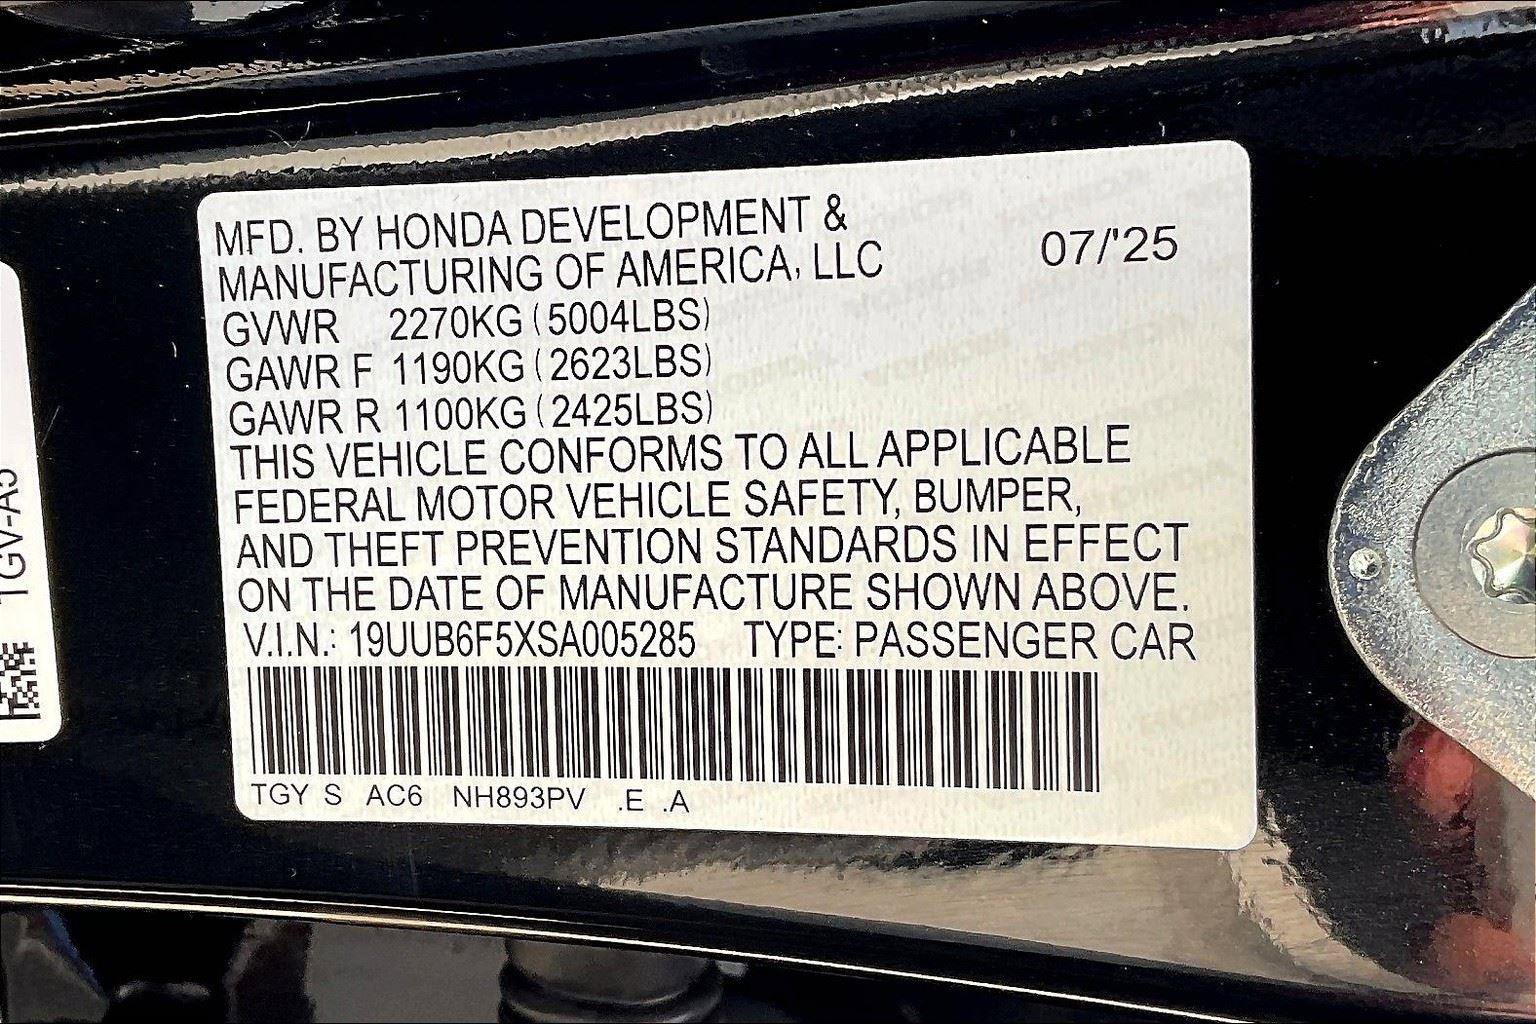 MFD. BY HONDA DEVELOPMENT &
MANUFACTURING OF AMERICA, LLC 07/'25
GVWR 2270KG (5004LBS)
GAWR F 1190KG (2623LBS)
GAWR R 1100KG (2425LBS)
THIS VEHICLE CONFORMS TO ALL APPLICABLE
FEDERAL MOTOR VEHICLE SAFETY, BUMPER,
AND THEFT PREVENTION STANDARDS IN EFFECT
ON THE DATE OF MANUFACTURE SHOWN ABOVE.
V.I.N.: 19UUB6F5XSA005285 TYPE: PASSENGER CAR
TGY S AC6 NH893PV .E .A